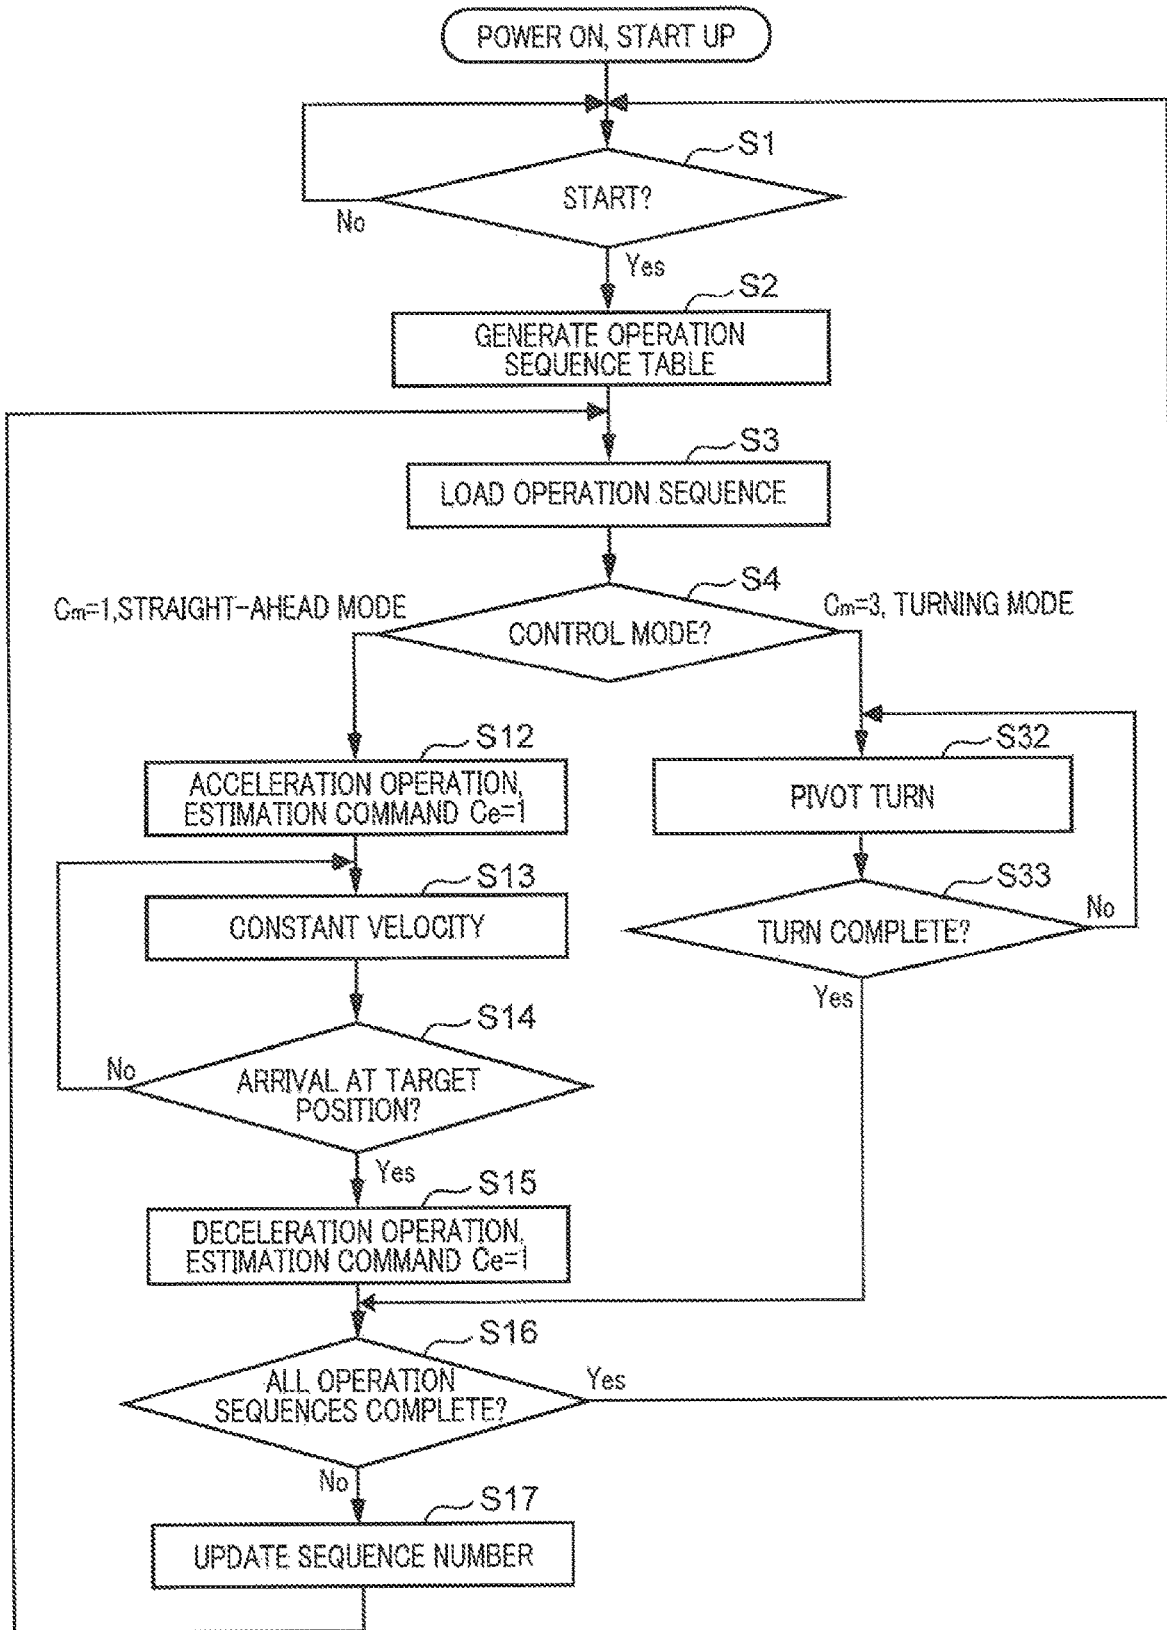 POWER ON, START UP
S1
START?
No
Yes
S2
GENERATE OPERATION
SEQUENCE TABLE
S3
LOAD OPERATION SEQUENCE
S4
Cm=1,STRAIGHT-AHEAD MODE
CONTROL MODE?
Cm=3, TURNING MODE
S12
ACCELERATION OPERATION,
ESTIMATION COMMAND Ce=1
S32
PIVOT TURN
S13
CONSTANT VELOCITY
S33
TURN COMPLETE?
No
Yes
S14
ARRIVAL AT TARGET
POSITION?
No
Yes
S15
DECELERATION OPERATION,
ESTIMATION COMMAND Ce=1
S16
ALL OPERATION
SEQUENCES COMPLETE?
Yes
No
S17
UPDATE SEQUENCE NUMBER